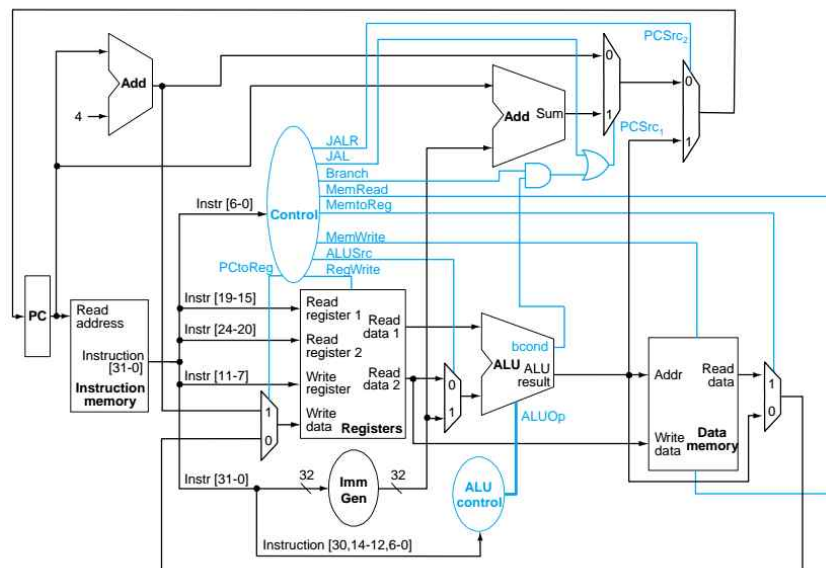 PCSrc2
Add
4
0
1
Add
Sum
0
1
PCSrc1
JALR
JAL
Branch
MemRead
MemtoReg
Instr [6-0]
Control
MemWrite
ALUSrc
PCtoReg
RegWrite
PC
Read
address
Instruction
[31-0]
Instruction
memory
Instr [19-15]
Instr [24-20]
Instr [11-7]
Read
register 1
Read
register 2
Write
register
Write
data
Read
data 1
Read
data 2
Registers
1
0
0
1
bcond
ALU
ALU
result
ALUOp
Addr
Read
data
Write
data
Data
memory
1
0
Instr [31-0]
32
Imm
Gen
32
ALU
control
Instruction [30,14-12,6-0]